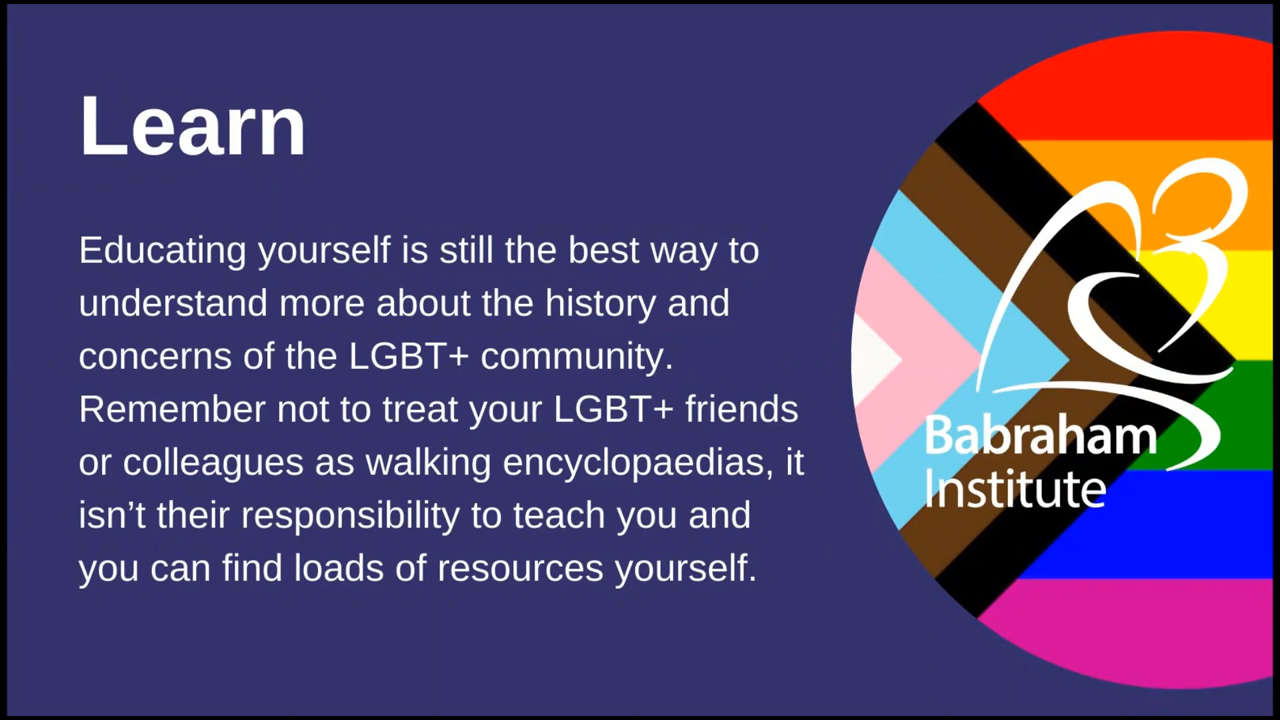 Learn
Educating yourself is still the best way to
understand more about the history and
concerns of the LGBT+ community.
Remember not to treat your LGBT+ friends
or colleagues as walking encyclopaedias, it
isn’t their responsibility to teach you and
you can find loads of resources yourself.
Babraham
Institute